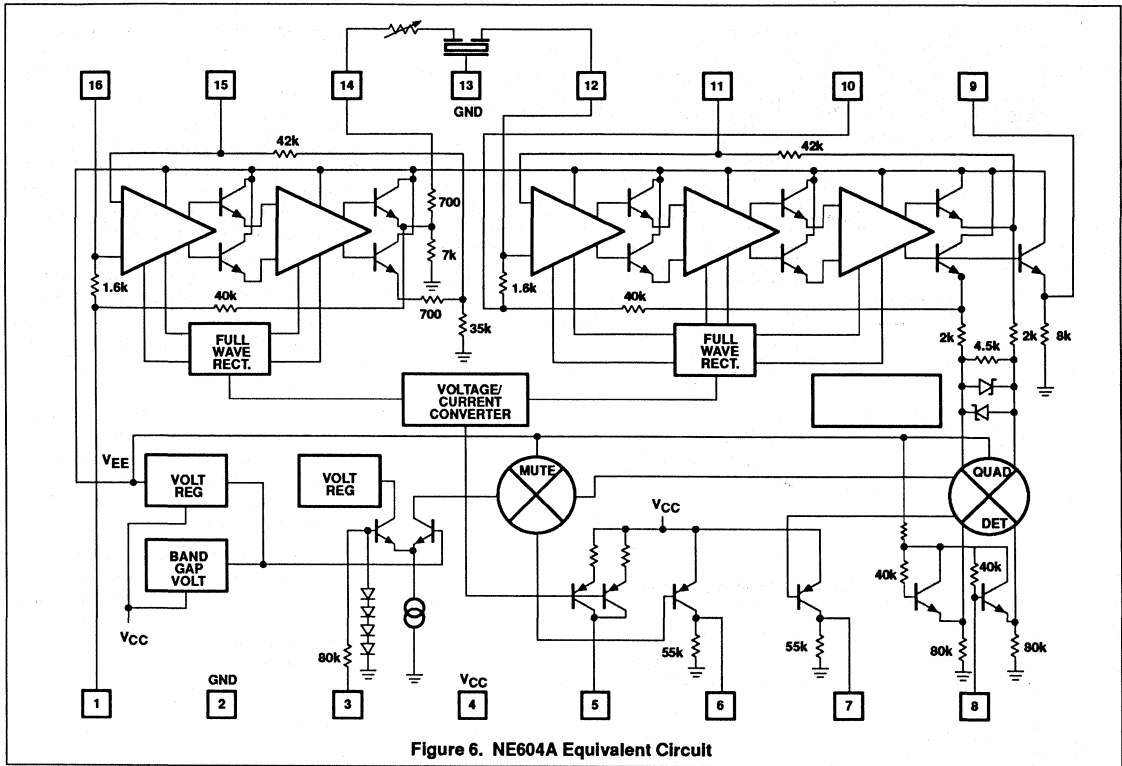 16
15
14
13
GND
12
11
10
9
42k
42k
700
7k
1.6k
40k
700
35k
1.6k
40k
2k
2k
8k
4.5k
FULL
WAVE
RECT.
FULL
WAVE
RECT.
VOLTAGE/
CURRENT
CONVERTER
VEE
VOLT
REG
VOLT
REG
MUTE
QUAD
DET
VCC
BAND
GAP
VOLT
VCC
40k
40k
80k
55k
55k
80k
80k
1
GND
2
3
VCC
4
5
6
7
8
Figure 6. NE604A Equivalent Circuit